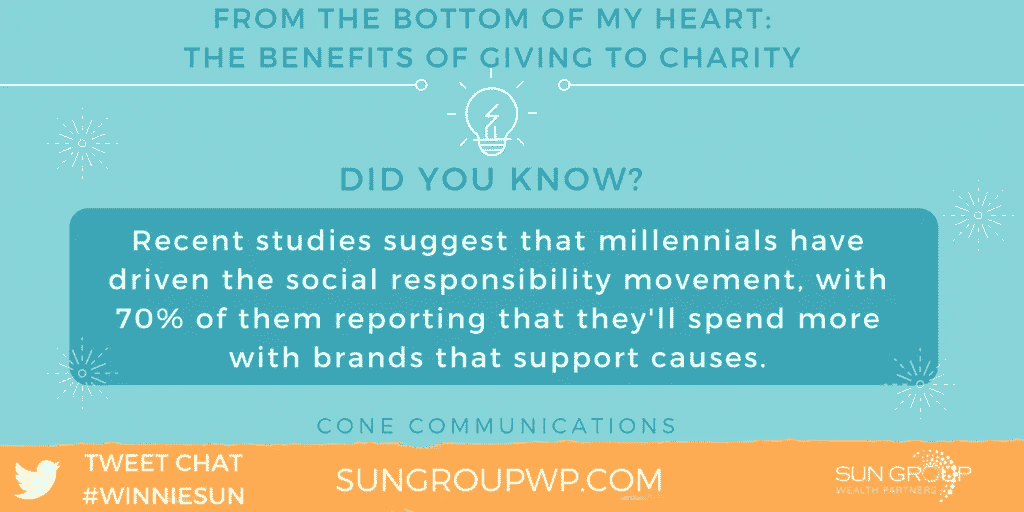 FROM THE BOTTOM OF MY HEART:
THE BENEFITS OF GIVING TO CHARITY
DID YOU KNOW?
Recent studies suggest that millennials have
driven the social responsibility movement, with
70% of them reporting that they'll spend more
with brands that support causes.
CONE COMMUNICATIONS
TWEET CHAT
#WINNIESUN
SUNGROUPWP.COM
SUN GROUP
WEALTH PARTNERS